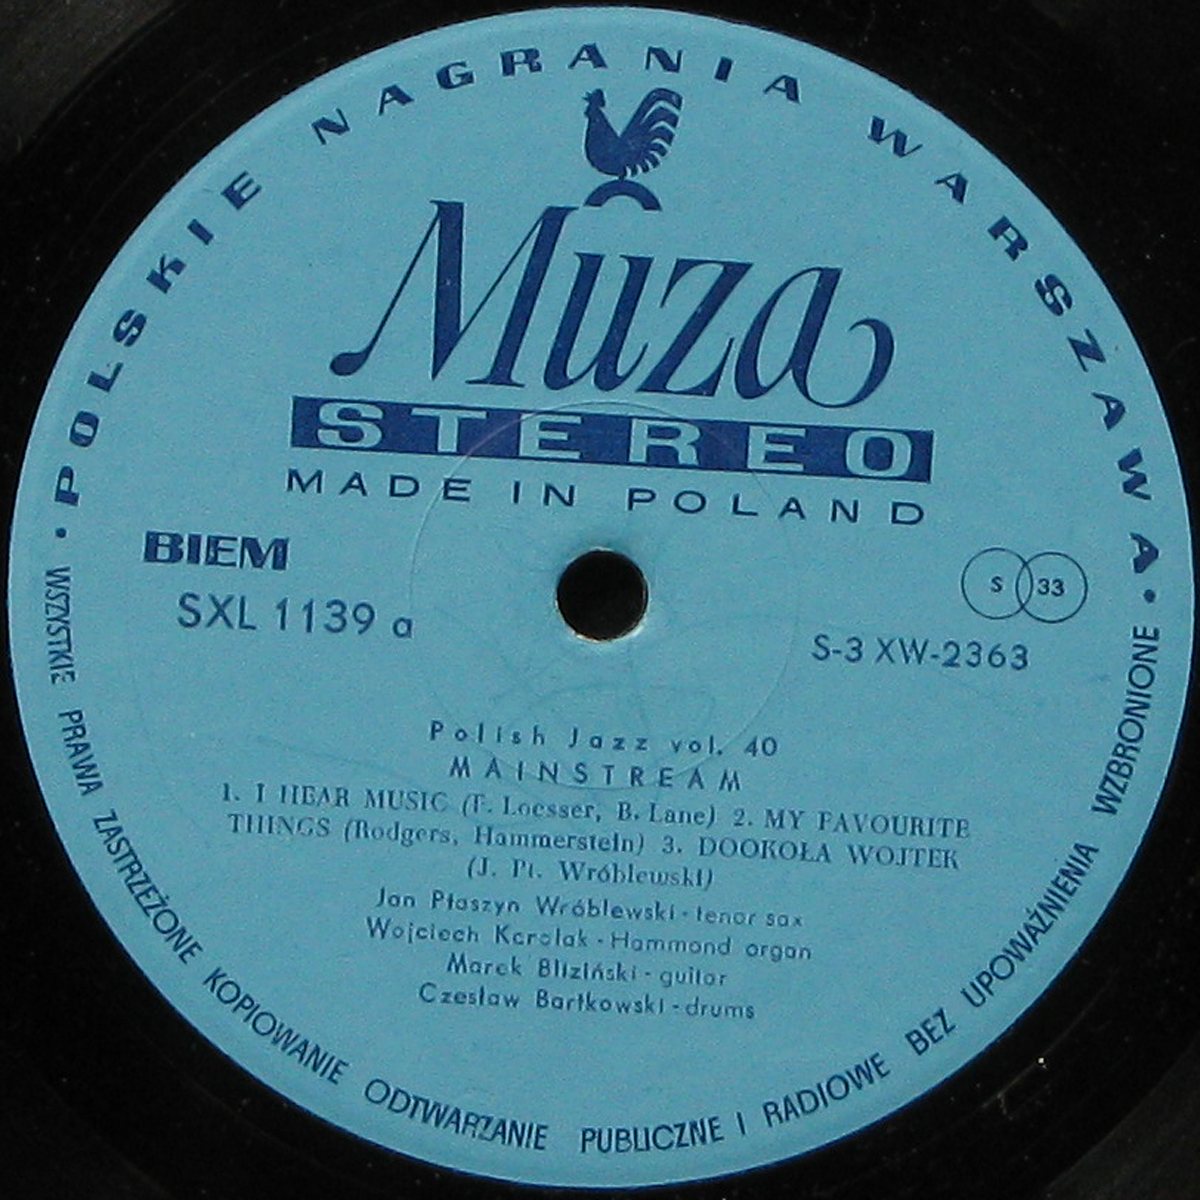 POLSKIE NAGRANIA WARSZAWA
Muza
STEREO
MADE IN POLAND
BIEM
SXL 1139 a
S 33
S-3 XW-2363
Polish Jazz vol. 40
MAINSTREAM
1. I HEAR MUSIC (F. Loesser, B. Lane) 2. MY FAVOURITE
THINGS (Rodgers, Hammerstein) 3. DOOKOŁA WOJTEK
(J. Pt. Wróblewski)
Jan Ptaszyn Wróblewski - tenor sax
Wojciech Karolak - Hammond organ
Marek Bliziński - guitar
Czesław Bartkowski - drums
· WSZYSTKIE PRAWA ZASTRZEŻONE KOPIOWANIE ODTWARZANIE PUBLICZNE I RADIOWE BEZ UPOWAŻNIENIA WZBRONIONE ·